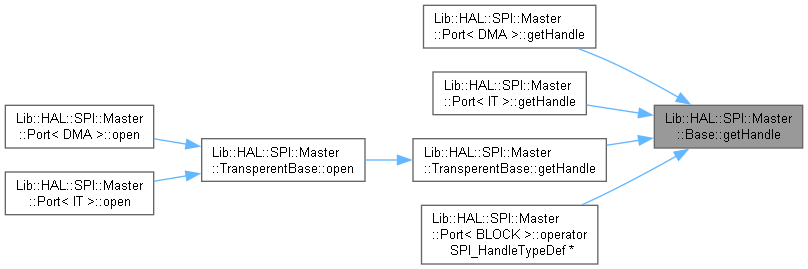 Lib::HAL::SPI::Master
::Port< DMA >::getHandle
Lib::HAL::SPI::Master
::Port< IT >::getHandle
Lib::HAL::SPI::Master
::Base::getHandle
Lib::HAL::SPI::Master
::Port< DMA >::open
Lib::HAL::SPI::Master
::TransperentBase::open
Lib::HAL::SPI::Master
::TransperentBase::getHandle
Lib::HAL::SPI::Master
::Port< IT >::open
Lib::HAL::SPI::Master
::Port< BLOCK >::operator
SPI_HandleTypeDef *